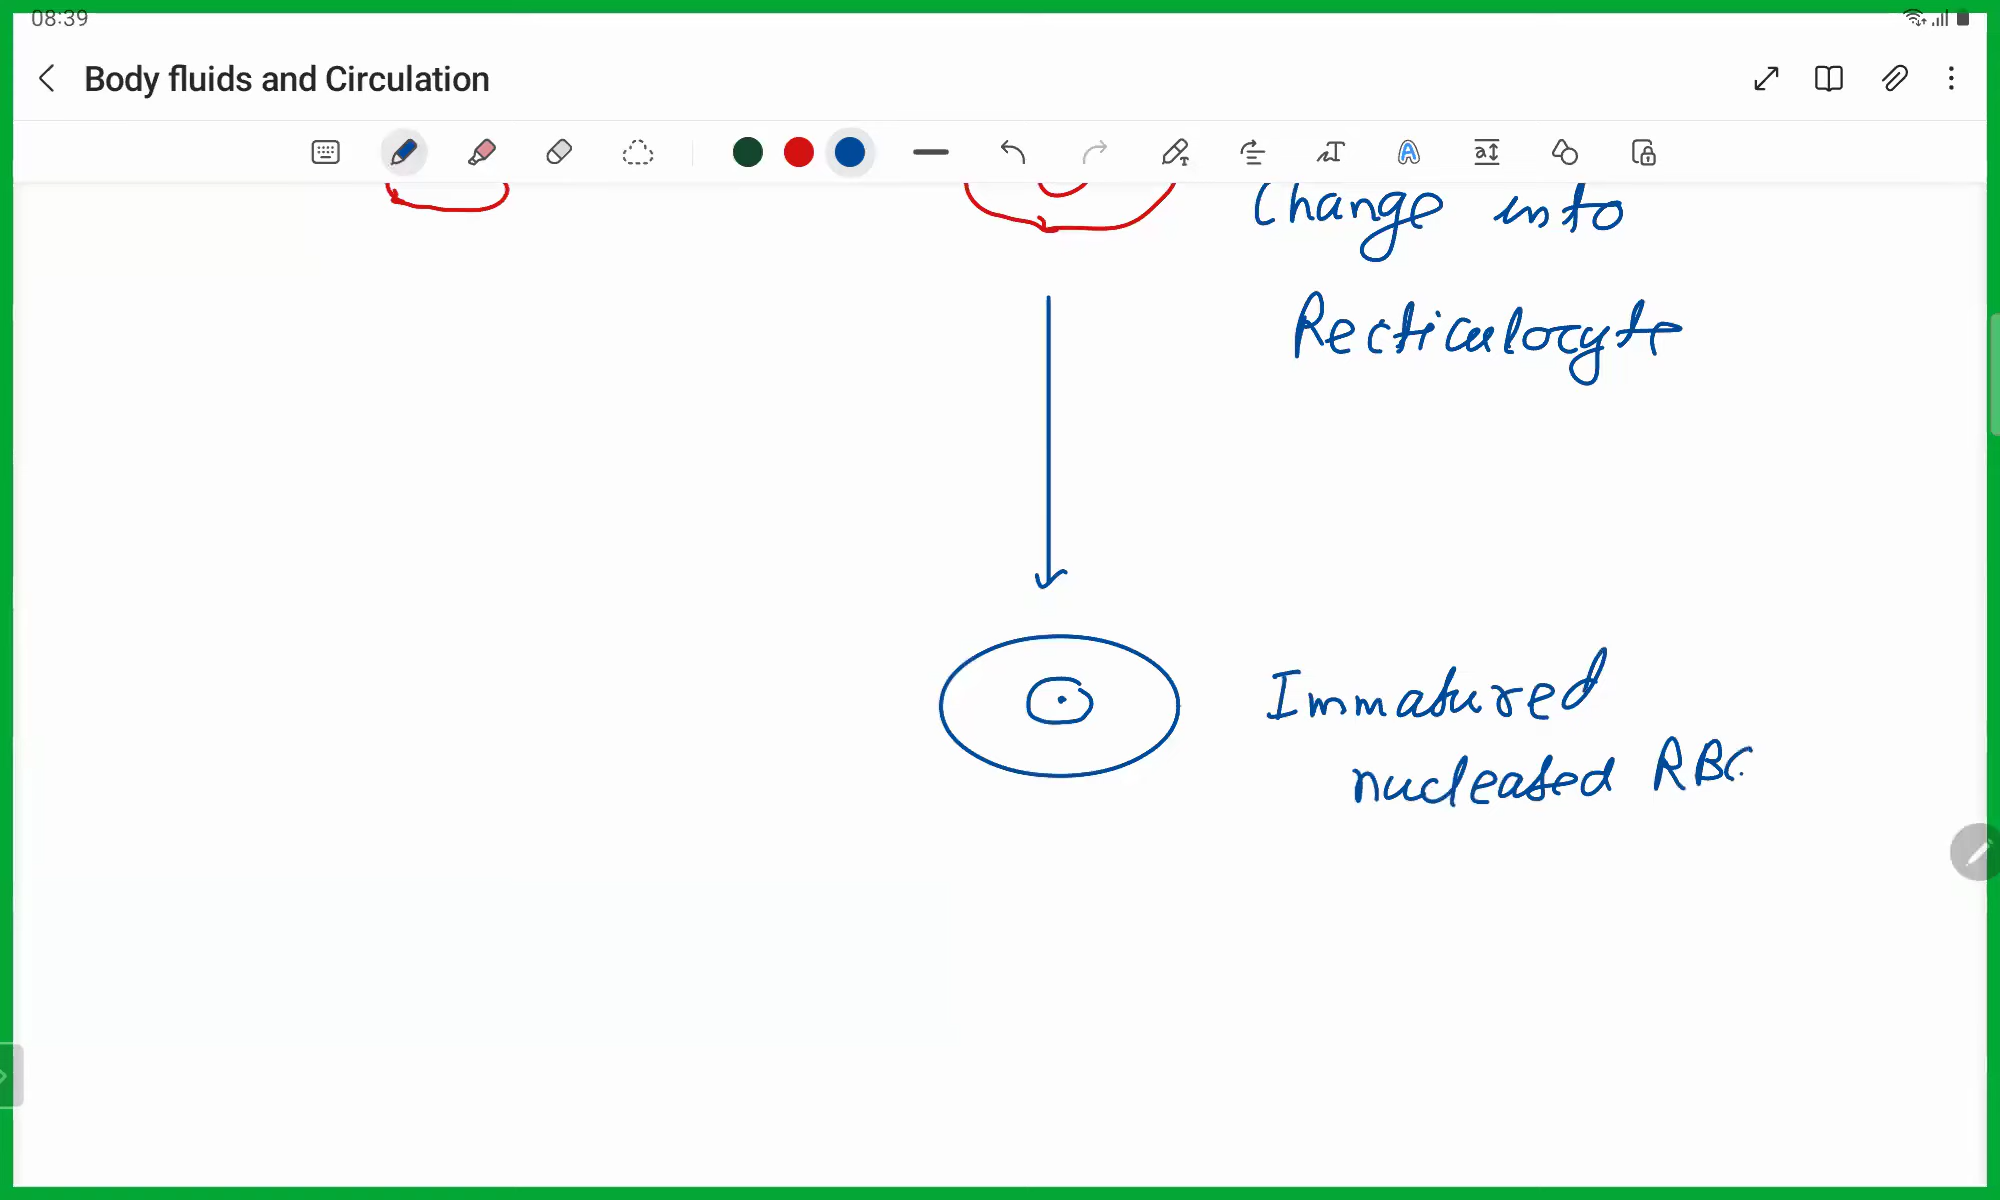 08:39
Body fluids and Circulation
Change into
Recticulocyte
Immatured
nucleated RBC